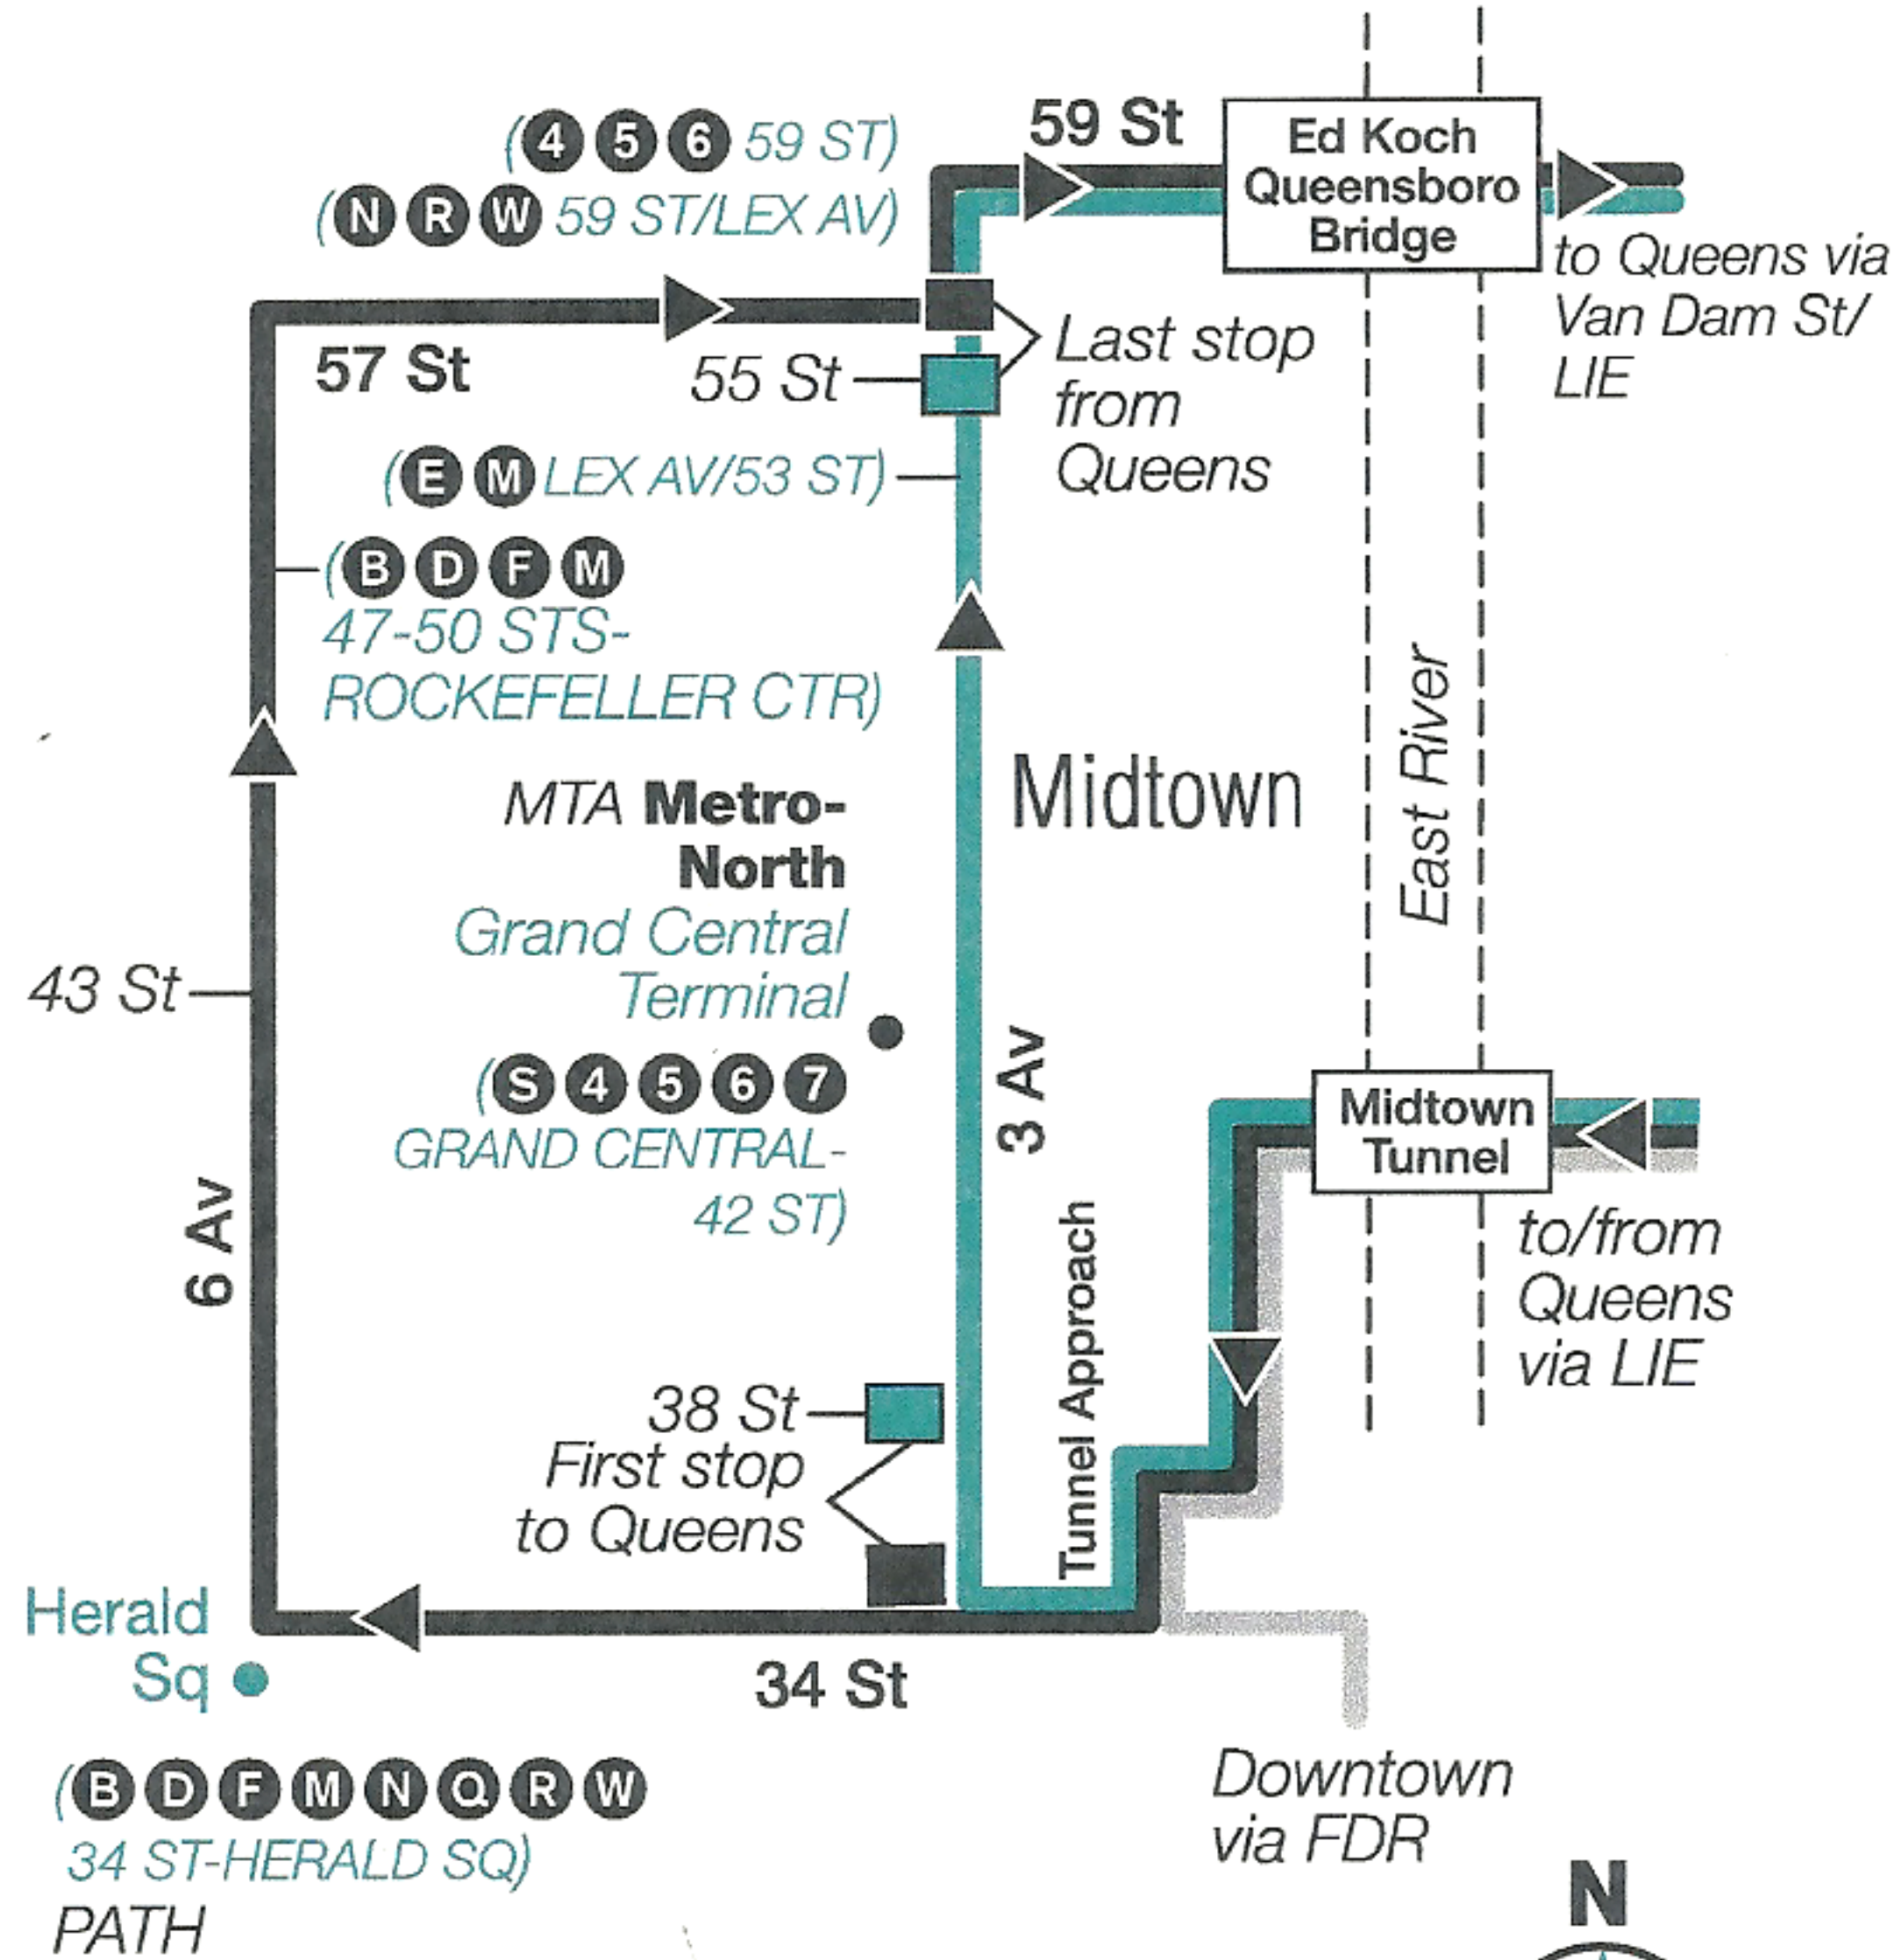 (4 5 6 59 ST)
(N R W 59 ST/LEX AV)
59 St
Ed Koch
Queensboro
Bridge
to Queens via
Van Dam St/
LIE
57 St
55 St
Last stop
from
Queens
(E M LEX AV/53 ST)
(B D F M
47-50 STS-
ROCKEFELLER CTR)
MTA Metro-
North
Grand Central
Terminal
(S 4 5 6 7
GRAND CENTRAL-
42 ST)
Midtown
East River
43 St
3 Av
6 Av
Midtown
Tunnel
to/from
Queens
via LIE
Tunnel Approach
38 St
First stop
to Queens
Herald
Sq
34 St
(B D F M N Q R W
34 ST-HERALD SQ)
PATH
Downtown
via FDR
N